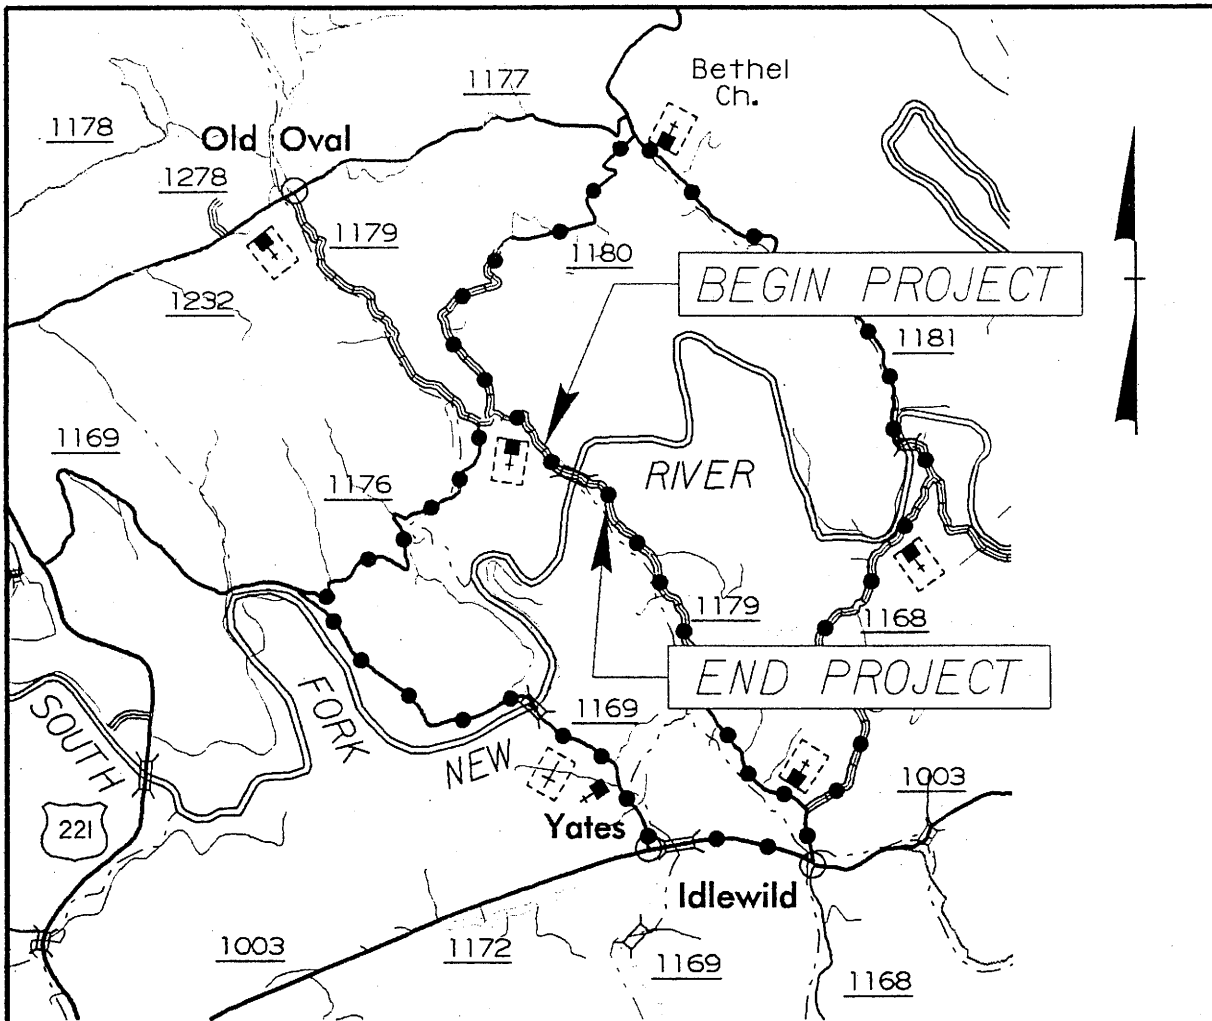 Bethel
Ch.
1177
1178
Old Oval
1278
1179
1180
1232
BEGIN PROJECT
1181
1169
1176
RIVER
1179
1168
END PROJECT
SOUTH
FORK
NEW
1169
1003
221
Yates
Idlewild
1003
1172
1169
1168